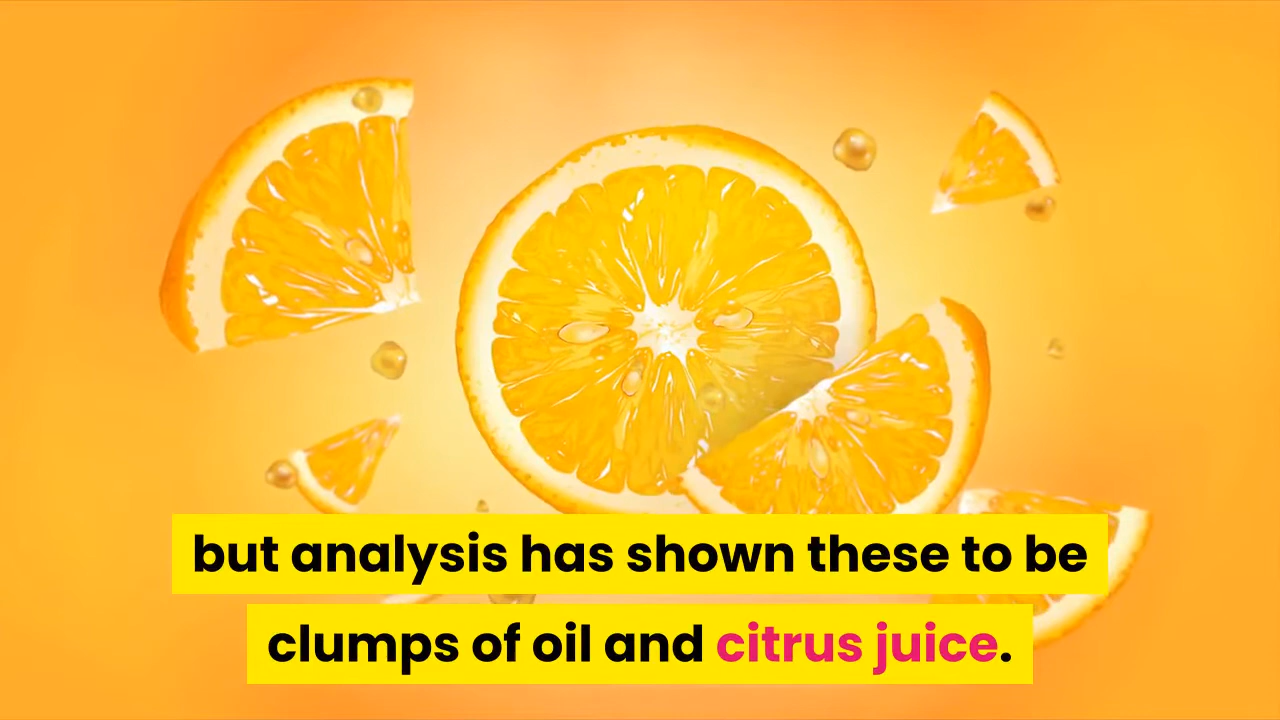 but analysis has shown these to be
clumps of oil and citrus juice.